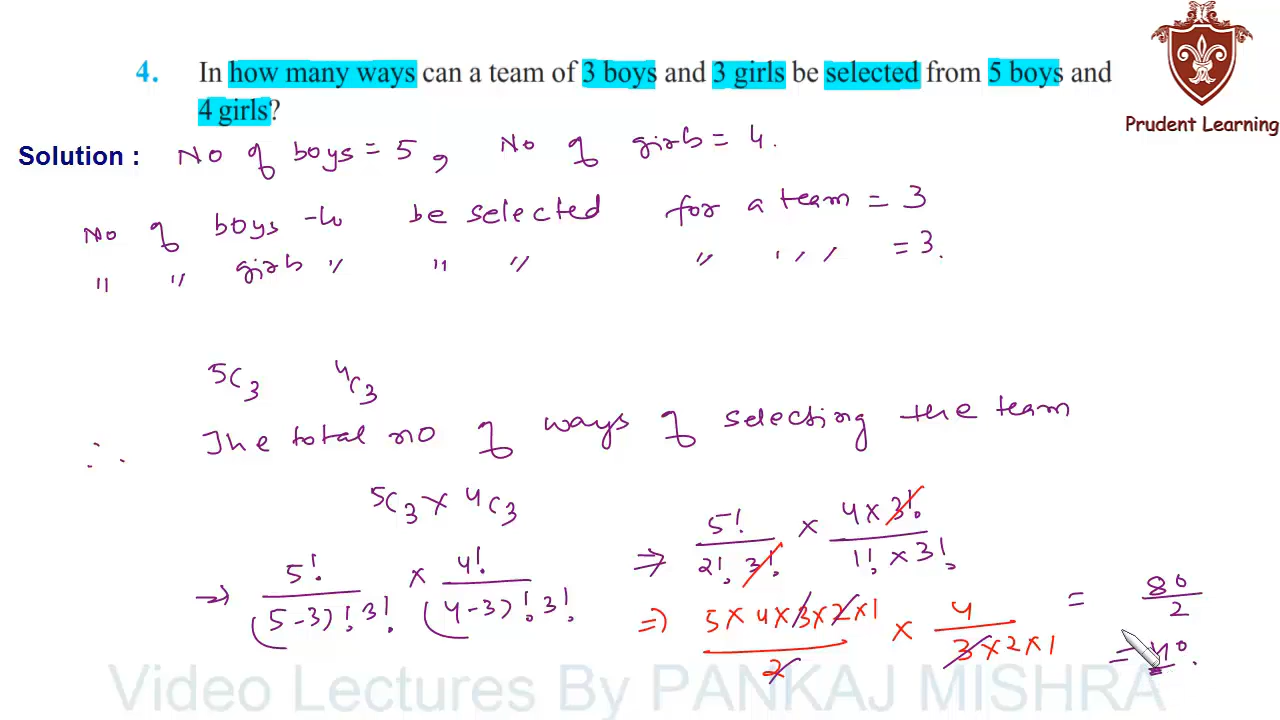 4. In how many ways can a team of 3 boys and 3 girls be selected from 5 boys and
4 girls?
Prudent Learning
Solution : No of boys = 5, No of girls = 4.
No of boys to be selected for a team = 3
" " girls " " " " " " " = 3.
5C3 4C3
∴ The total no of ways of selecting the team
5C3 × 4C3
⇒ 5! / (5-3)! 3! × 4! / (4-3)! 3! ⇒ 5! / 2! 3! × 4 × 3! / 1! × 3!
⇒ 5 × 4 × 3 × 2 × 1 / 2 × 4 / 3 × 2 × 1 = 80 / 2
= 40.
Video Lectures By PANKAJ MISHRA